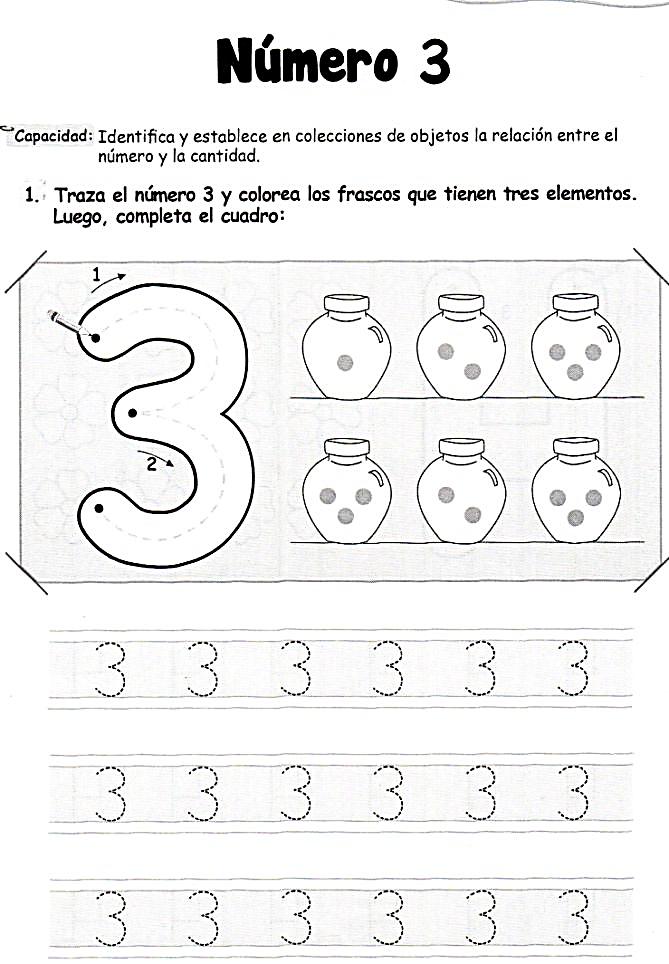 Número 3
Capacidad: Identifica y establece en colecciones de objetos la relación entre el
número y la cantidad.
1. Traza el número 3 y colorea los frascos que tienen tres elementos.
Luego, completa el cuadro:
1
3
2
3 3 3 3 3 3
3 3 3 3 3 3
3 3 3 3 3 3